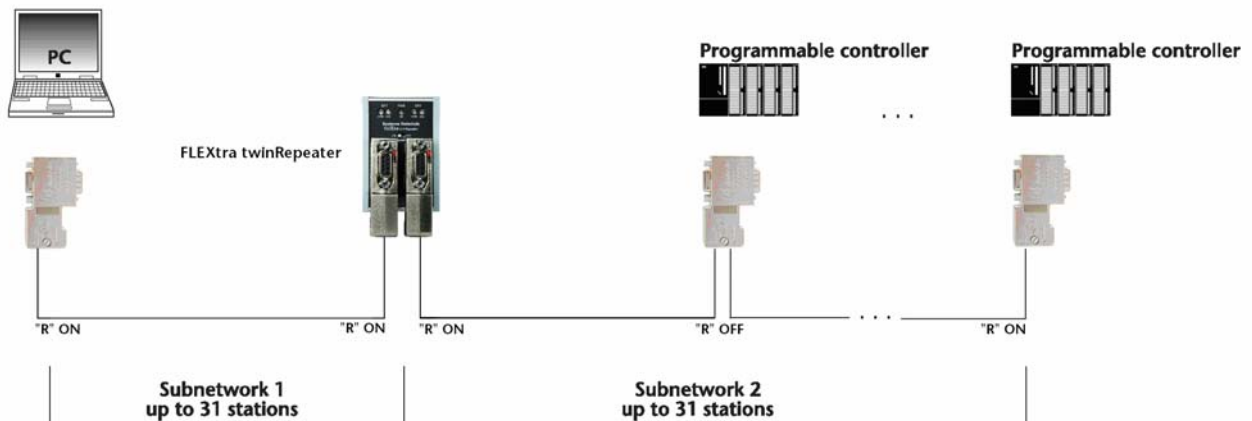 PC
Programmable controller
Programmable controller
...
FLEXtra twinRepeater
"R" ON
"R" ON
"R" ON
"R" OFF
...
"R" ON
Subnetwork 1
up to 31 stations
Subnetwork 2
up to 31 stations